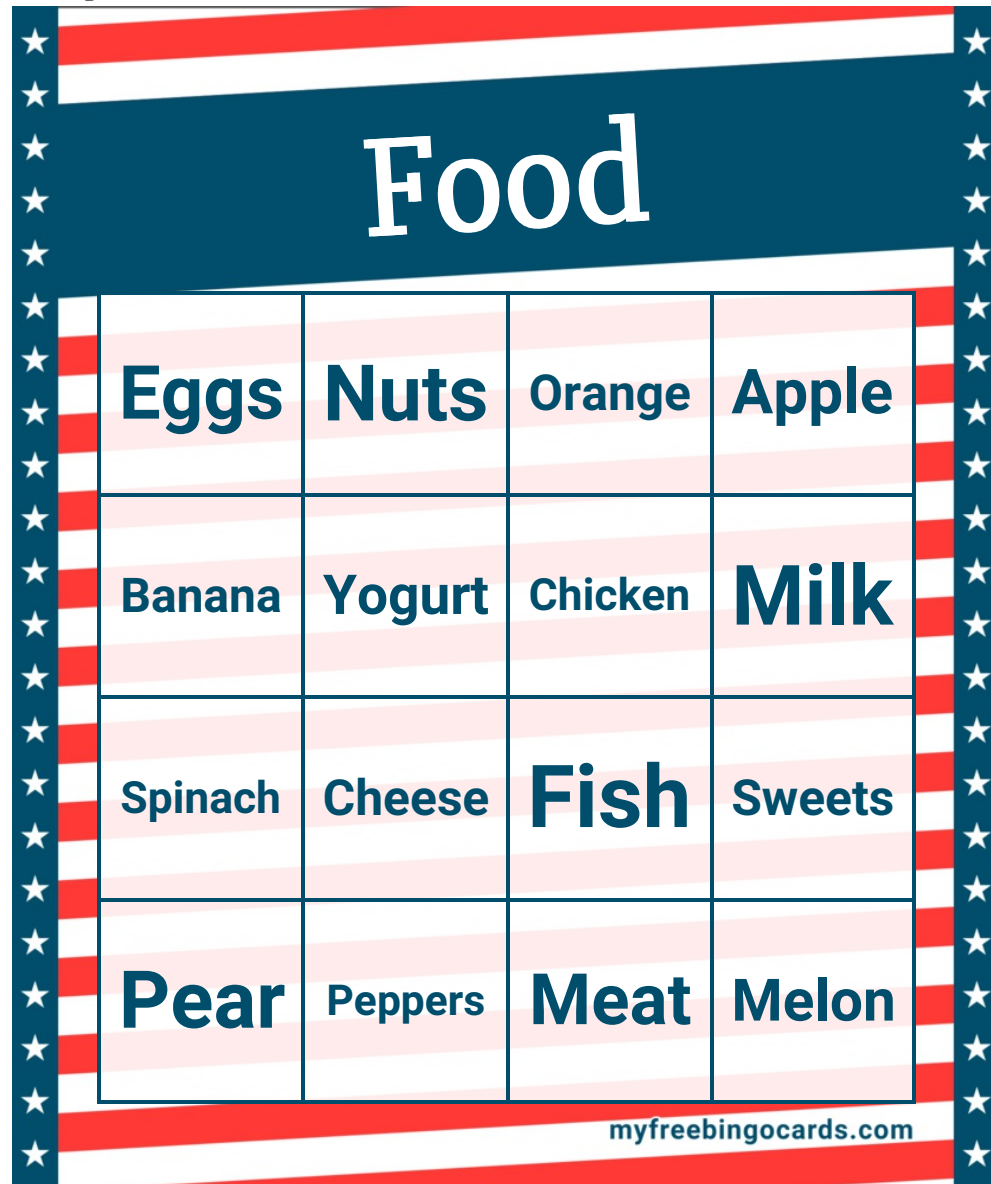 Food
Eggs Nuts Orange Apple
Banana Yogurt Chicken Milk
Spinach Cheese Fish Sweets
Pear Peppers Meat Melon
myfreebingocards.com